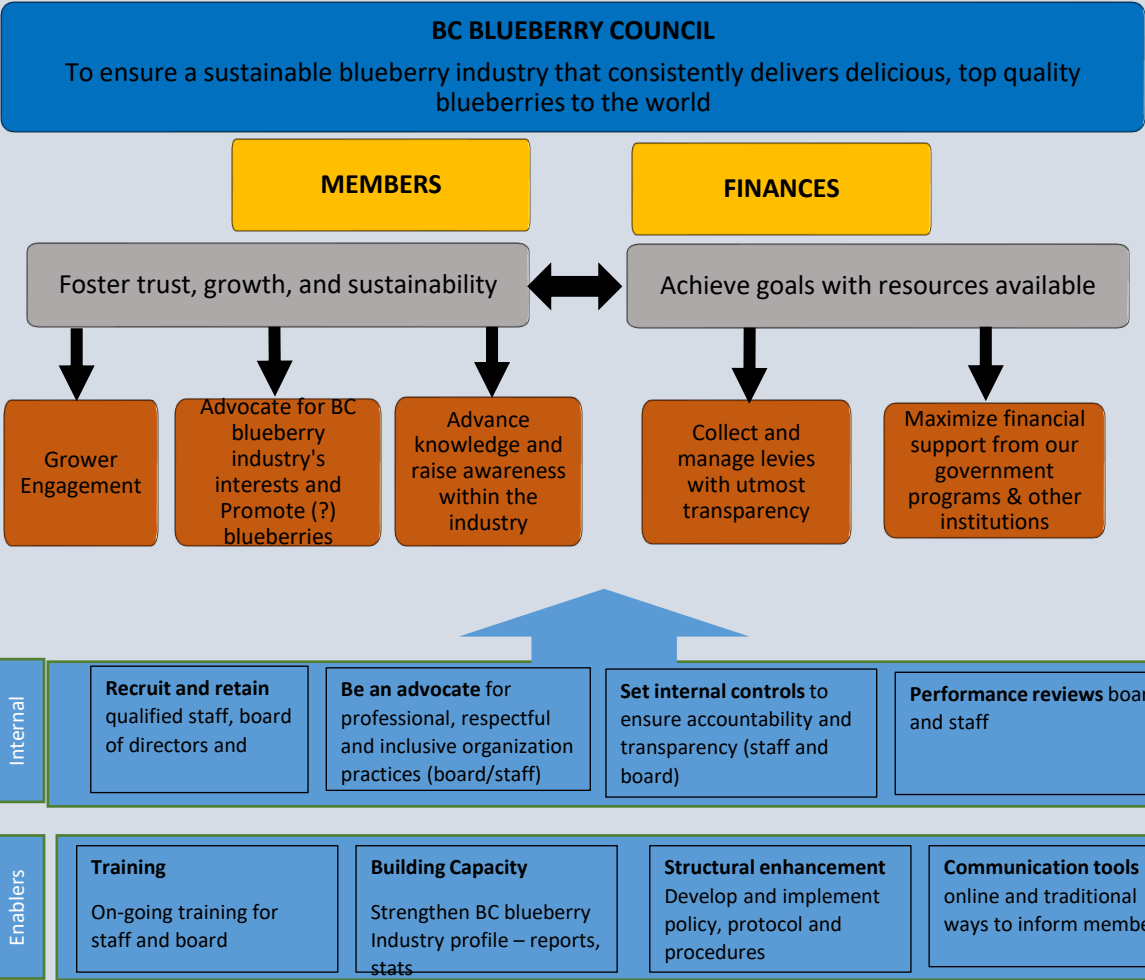 BC BLUEBERRY COUNCIL
To ensure a sustainable blueberry industry that consistently delivers delicious, top quality
blueberries to the world
MEMBERS
FINANCES
Foster trust, growth, and sustainability
Achieve goals with resources available
Grower
Engagement
Advocate for BC
blueberry
industry's
interests and
Promote (?)
blueberries
Advance
knowledge and
raise awareness
within the
industry
Collect and
manage levies
with utmost
transparency
Maximize financial
support from our
government
programs & other
institutions
Internal
Recruit and retain
qualified staff, board
of directors and
Be an advocate for
professional, respectful
and inclusive organization
practices (board/staff)
Set internal controls to
ensure accountability and
transparency (staff and
board)
Performance reviews
and staff
Enablers
Training
On-going training for
staff and board
Building Capacity
Strengthen BC blueberry
Industry profile – reports,
stats
Structural enhancement
Develop and implement
policy, protocol and
procedures
Communication tools
online and traditional
ways to inform